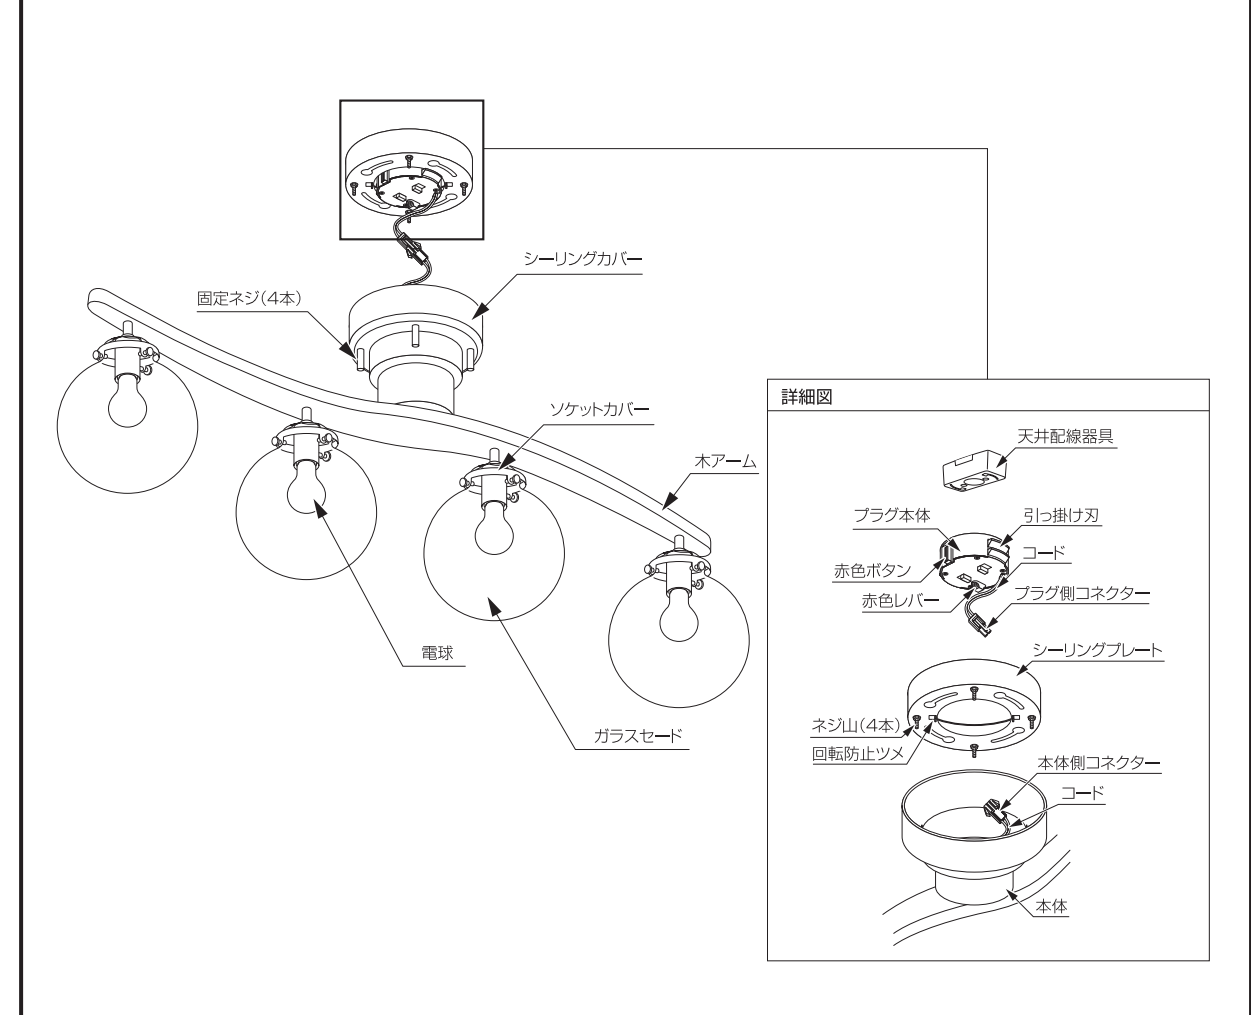 シーリングカバー
固定ネジ(4本)
ソケットカバー
木アーム
電球
ガラスセード
詳細図
天井配線器具
プラグ本体
引っ掛け刃
コード
赤色ボタン
赤色レバー
プラグ側コネクター
シーリングプレート
ネジ山(4本)
回転防止ツメ
本体側コネクター
コード
本体